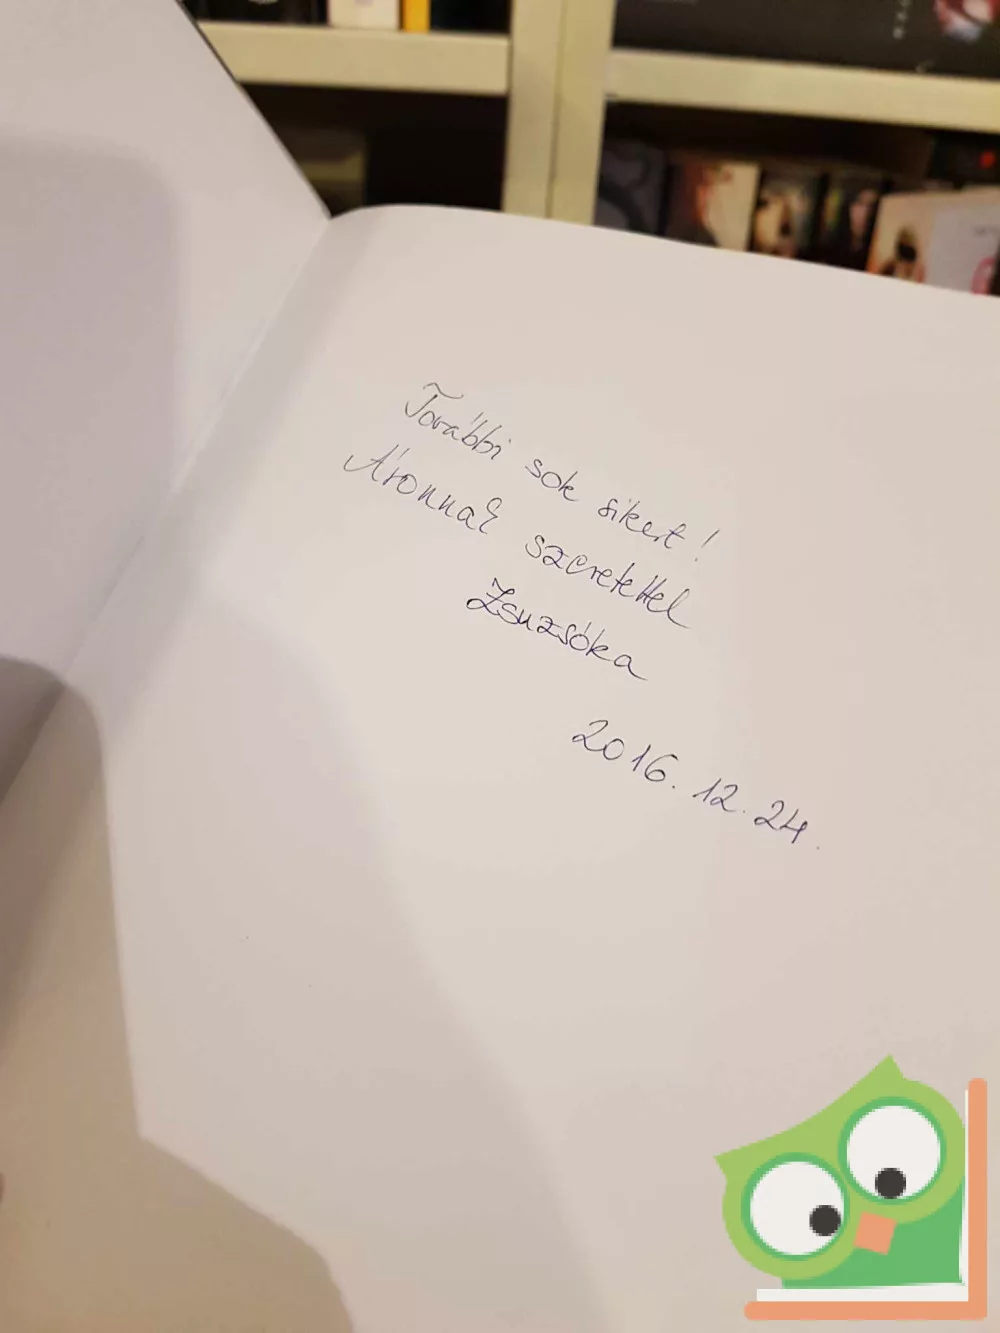 További sok sikert!
Áronnak szeretettel
Zsuzsóka
2016. 12. 24.